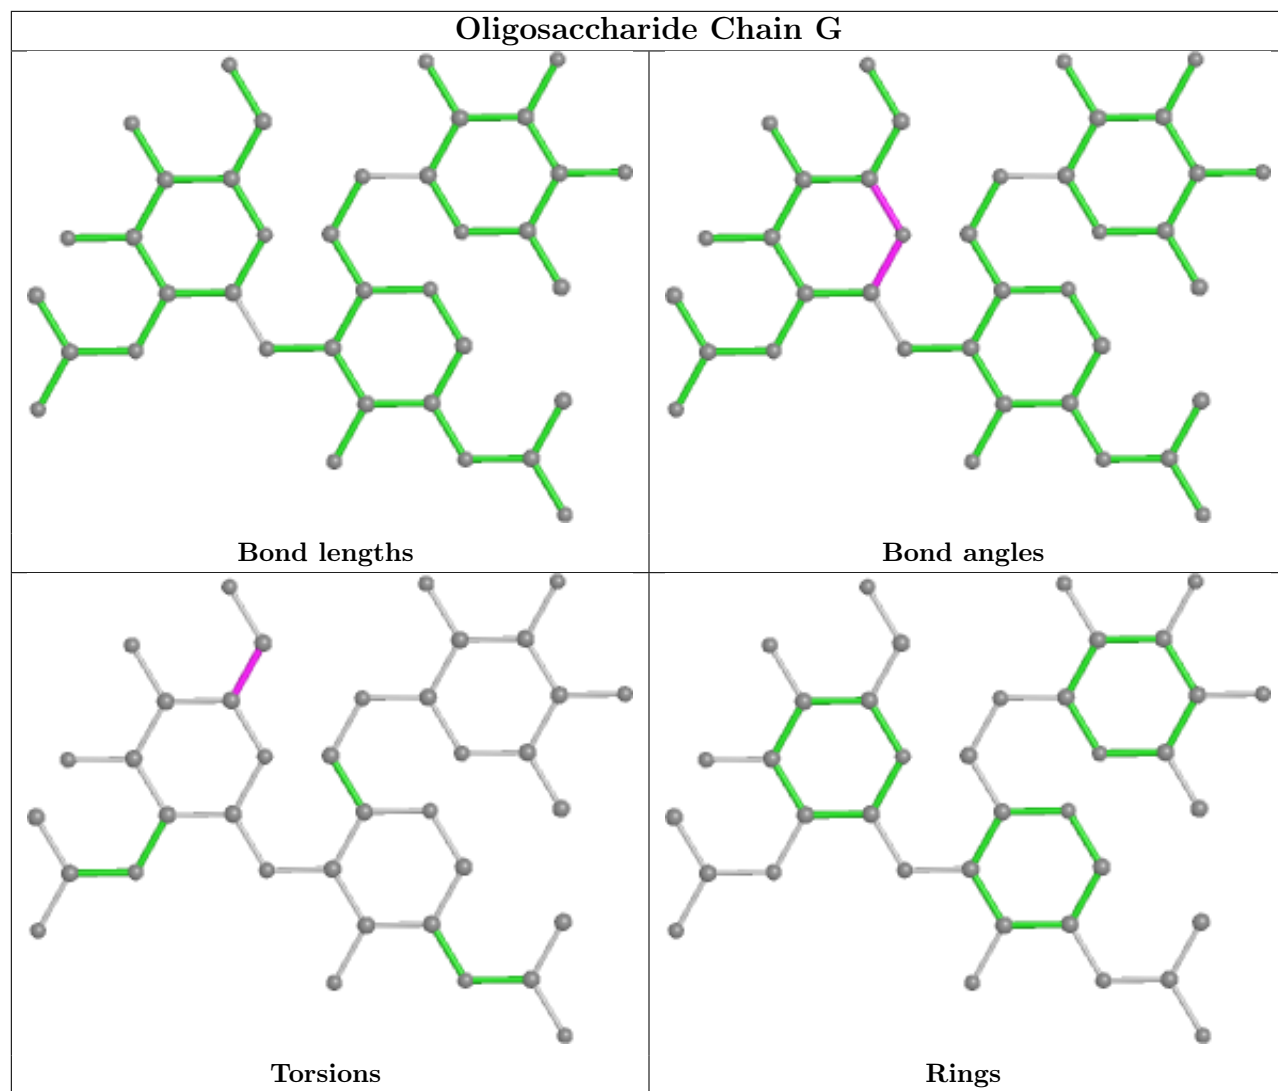 Oligosaccharide Chain G
Bond lengths
Bond angles
Torsions
Rings